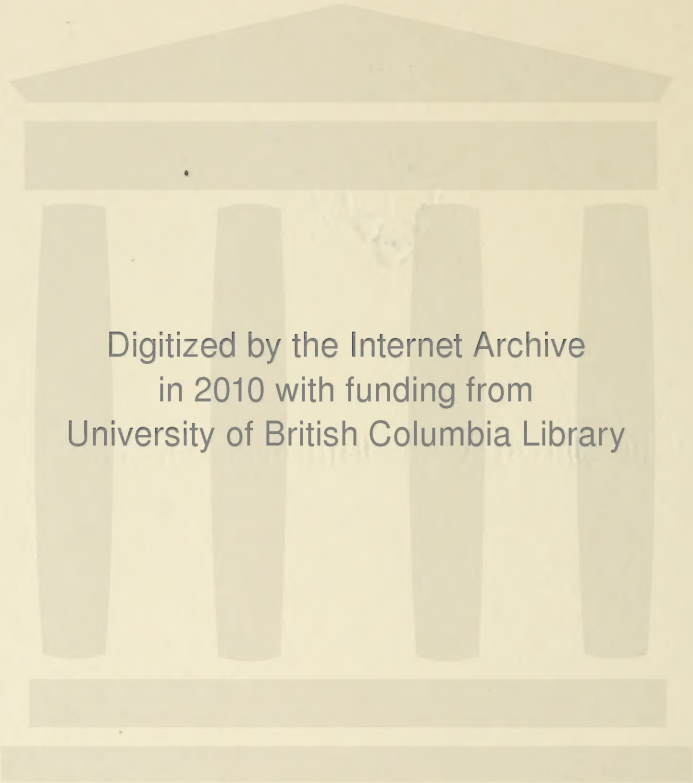 Digitized by the Internet Archive
in 2010 with funding from
University of British Columbia Library